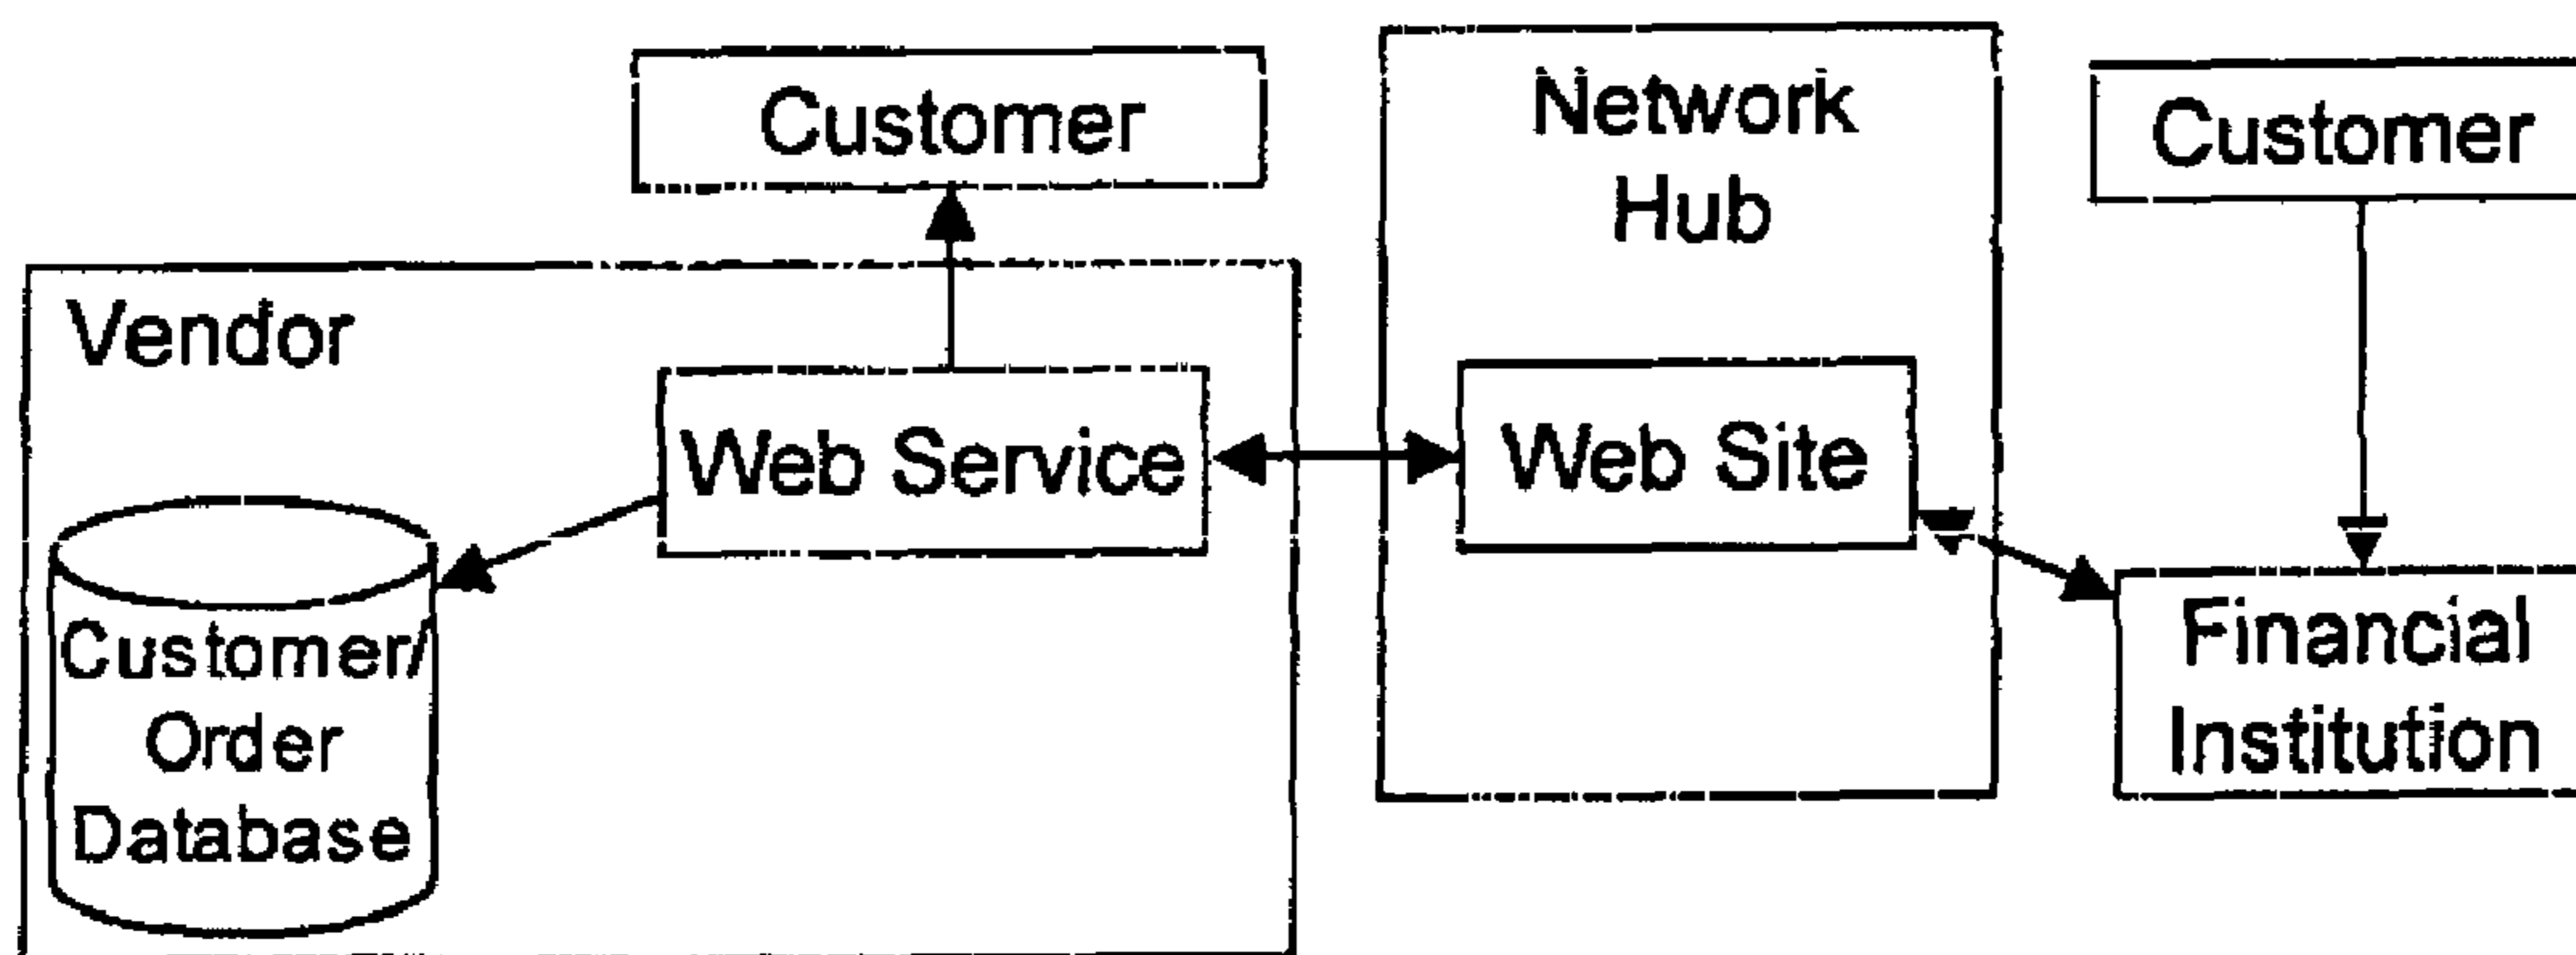 Customer
Network
Hub
Customer
Vendor
Web Service
Web Site
Customer/
Order
Database
Financial
Institution